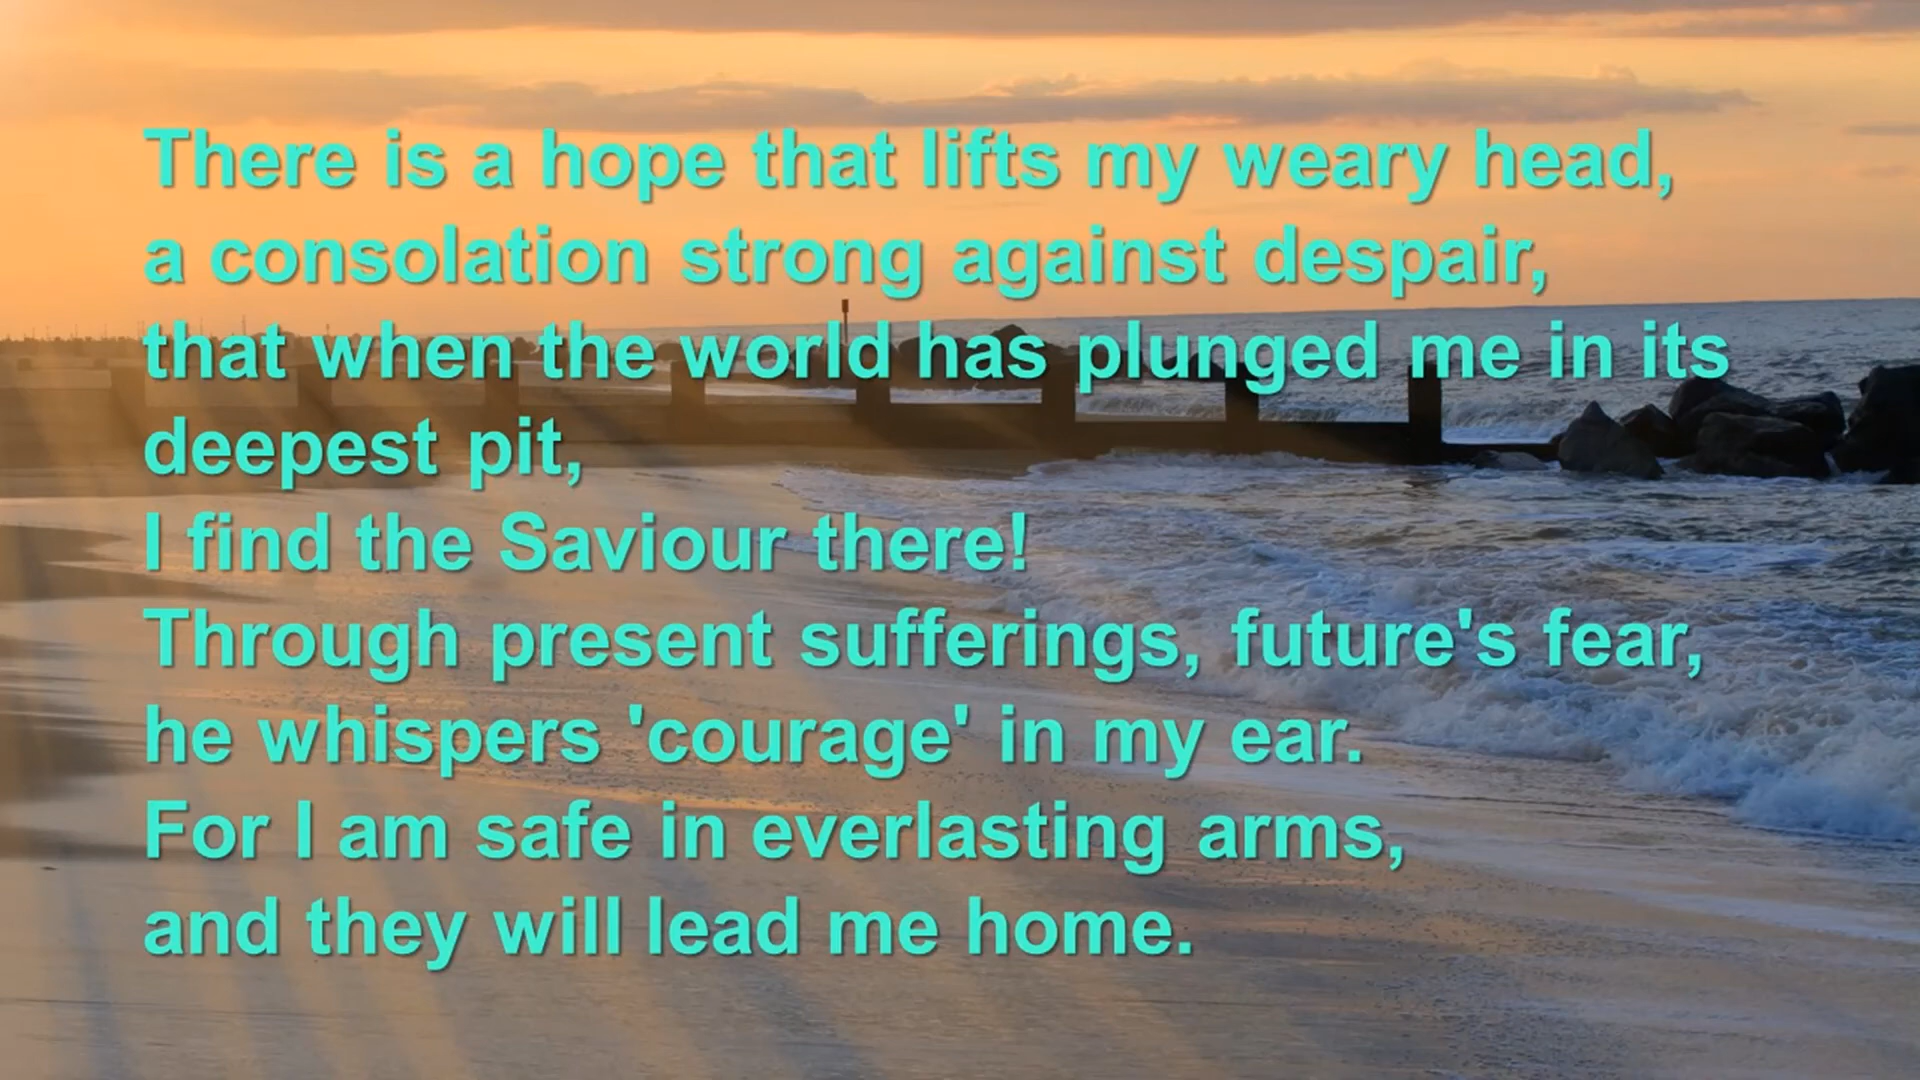 There is a hope that lifts my weary head,
a consolation strong against despair,
that when the world has plunged me in its
deepest pit,
I find the Saviour there!
Through present sufferings, future's fear,
he whispers 'courage' in my ear.
For I am safe in everlasting arms,
and they will lead me home.